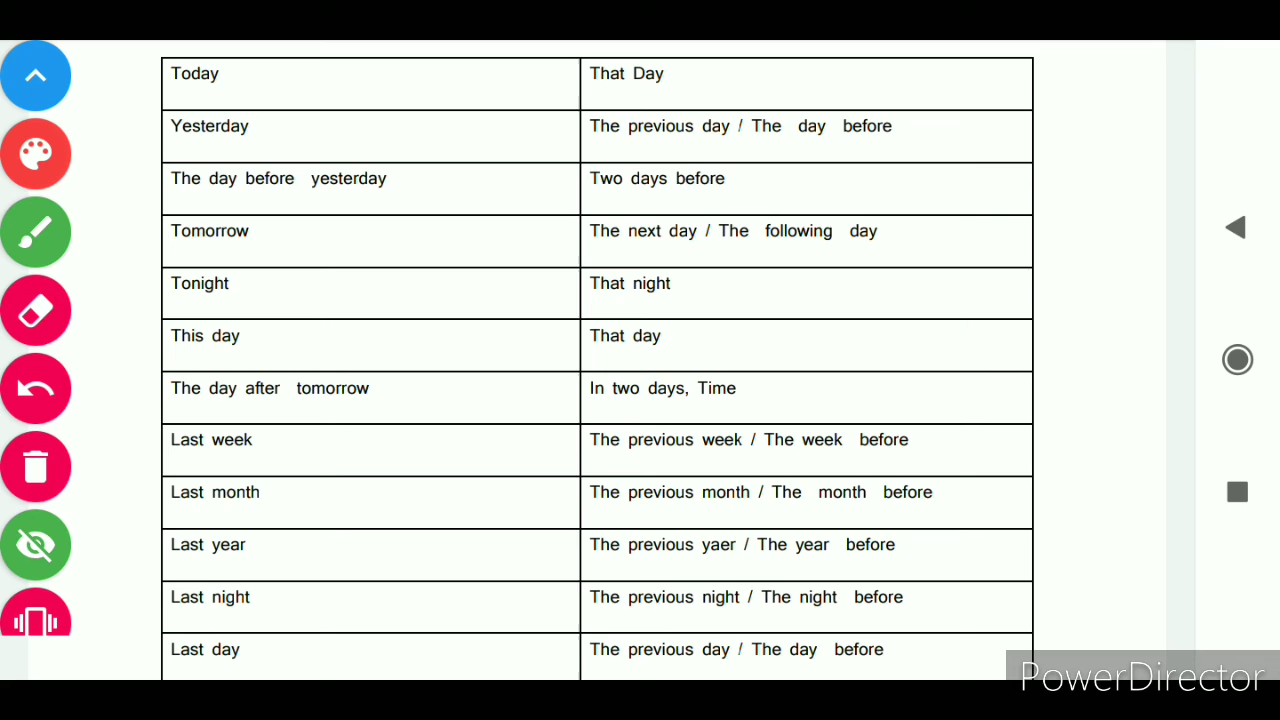 Today That Day
Yesterday The previous day / The day before
The day before yesterday Two days before
Tomorrow The next day / The following day
Tonight That night
This day That day
The day after tomorrow In two days, Time
Last week The previous week / The week before
Last month The previous month / The month before
Last year The previous yaer / The year before
Last night The previous night / The night before
Last day The previous day / The day before
PowerDirector